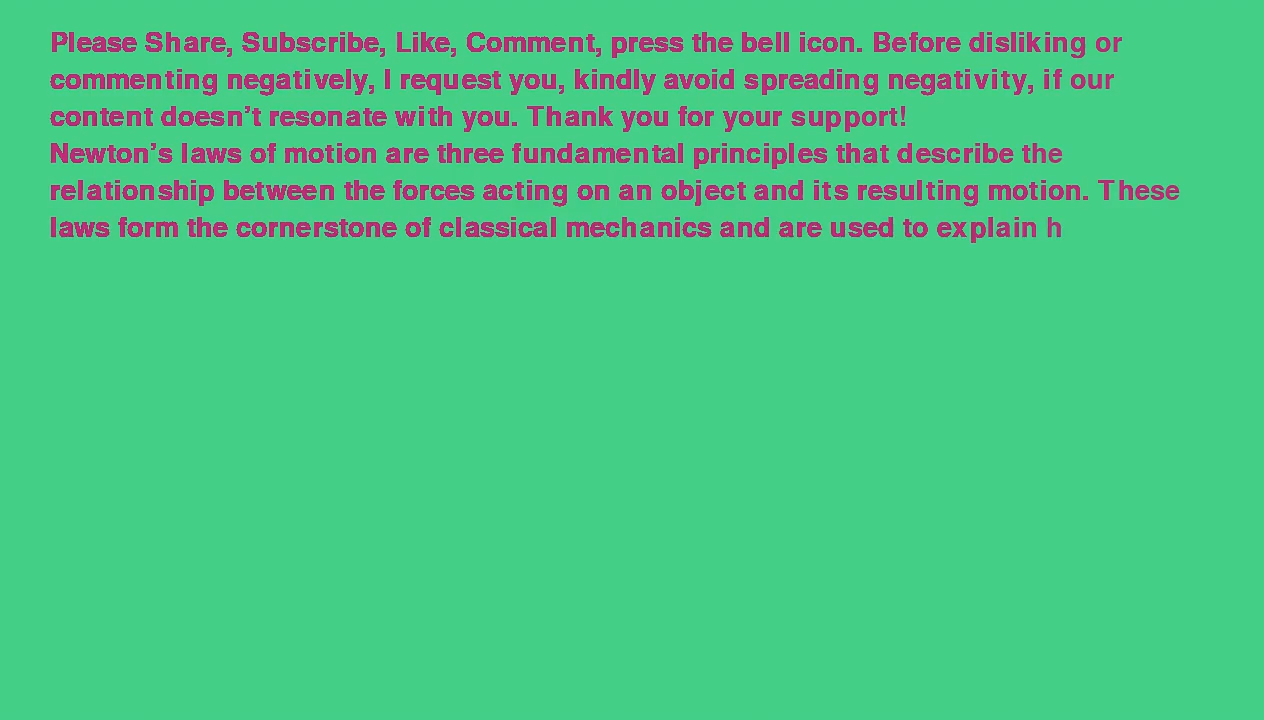 Please Share, Subscribe, Like, Comment, press the bell icon. Before disliking or
commenting negatively, I request you, kindly avoid spreading negativity, if our
content doesn’t resonate with you. Thank you for your support!
Newton’s laws of motion are three fundamental principles that describe the
relationship between the forces acting on an object and its resulting motion. These
laws form the cornerstone of classical mechanics and are used to explain h